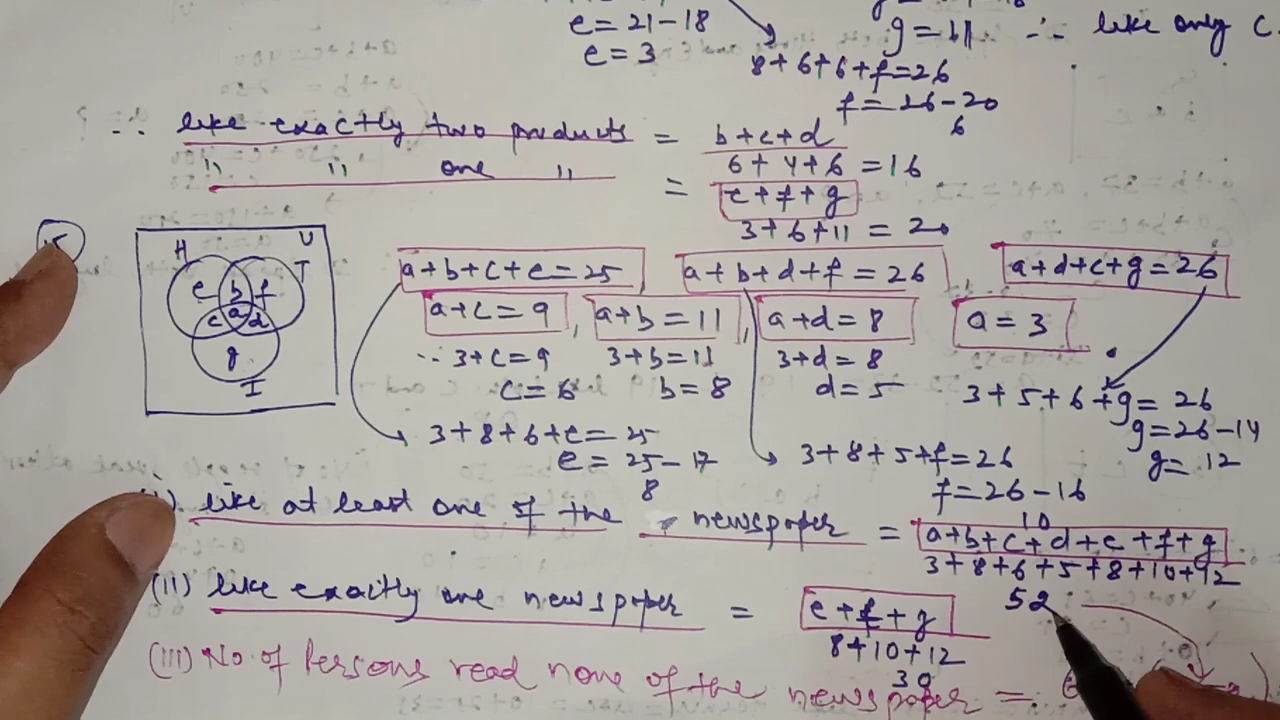 e = 21 - 18
e = 3
g = 11 ∴ like only C.
8 + 6 + 6 + f = 26
f = 26 - 20
6
∴ like exactly two products = b + c + d
6 + 4 + 6 = 16
" " one " = e + f + g
3 + 6 + 11 = 20
5
H U T e b f c a d g I
a + b + c + e = 25
a + b + d + f = 26,
a + d + c + g = 26
a + c = 9, a + b = 11, a + d = 8 a = 3
∵ 3 + c = 9 3 + b = 11 3 + d = 8
c = 6 b = 8 d = 5
3 + 5 + 6 + g = 26
g = 26 - 14
g = 12
3 + 8 + 6 + e = 25
e = 25 - 17
8
3 + 8 + 5 + f = 26
f = 26 - 16
10
like at least one of the newspaper = a + b + c + d + e + f + g
3 + 8 + 6 + 5 + 8 + 10 + 12
52
(II) like exactly one newspaper = e + f + g
8 + 10 + 12
30
(III) No. of Persons read none of the newspaper =